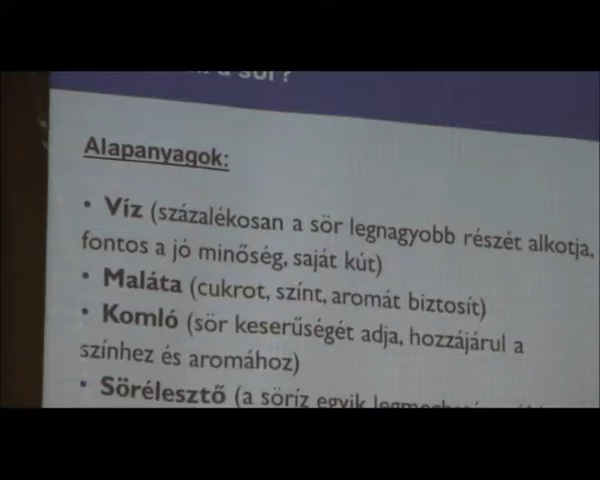 a sör?
Alapanyagok:
• Víz (százalékosan a sör legnagyobb részét alkotja,
fontos a jó minőség, saját kút)
• Maláta (cukrot, színt, aromát biztosít)
• Komló (sör keserűségét adja, hozzájárul a
színhez és aromához)
• Sörélesztő (a söríz egyik